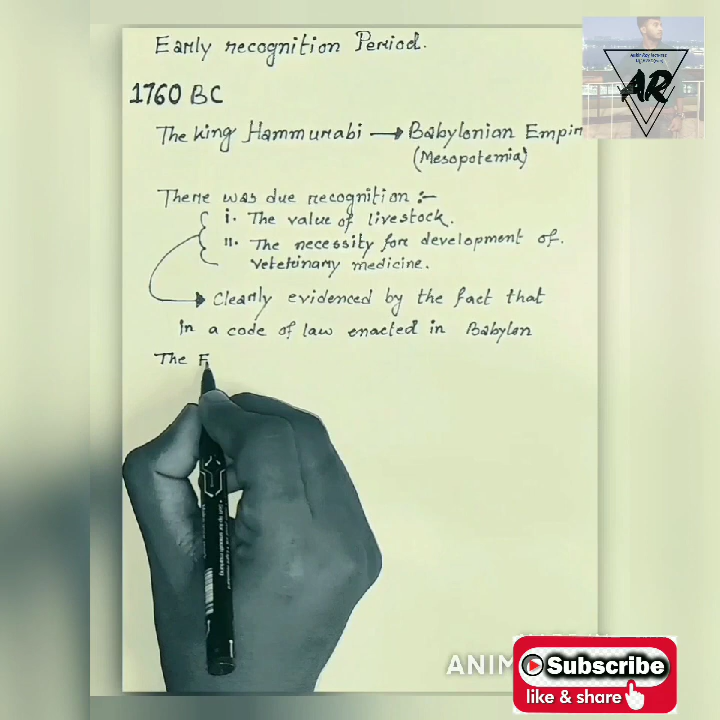 Early recognition Period.
1760 BC
The king Hammurabi → Babylonian Empir
(Mesopotemia)
There was due recognition :-
i. The value of livestock.
ii. The necessity for development of.
veteturnary medicine.
Clearly evidenced by the fact that
In a code of law enacted in Babylon
The F
AR
ANIM
Subscribe
like & share